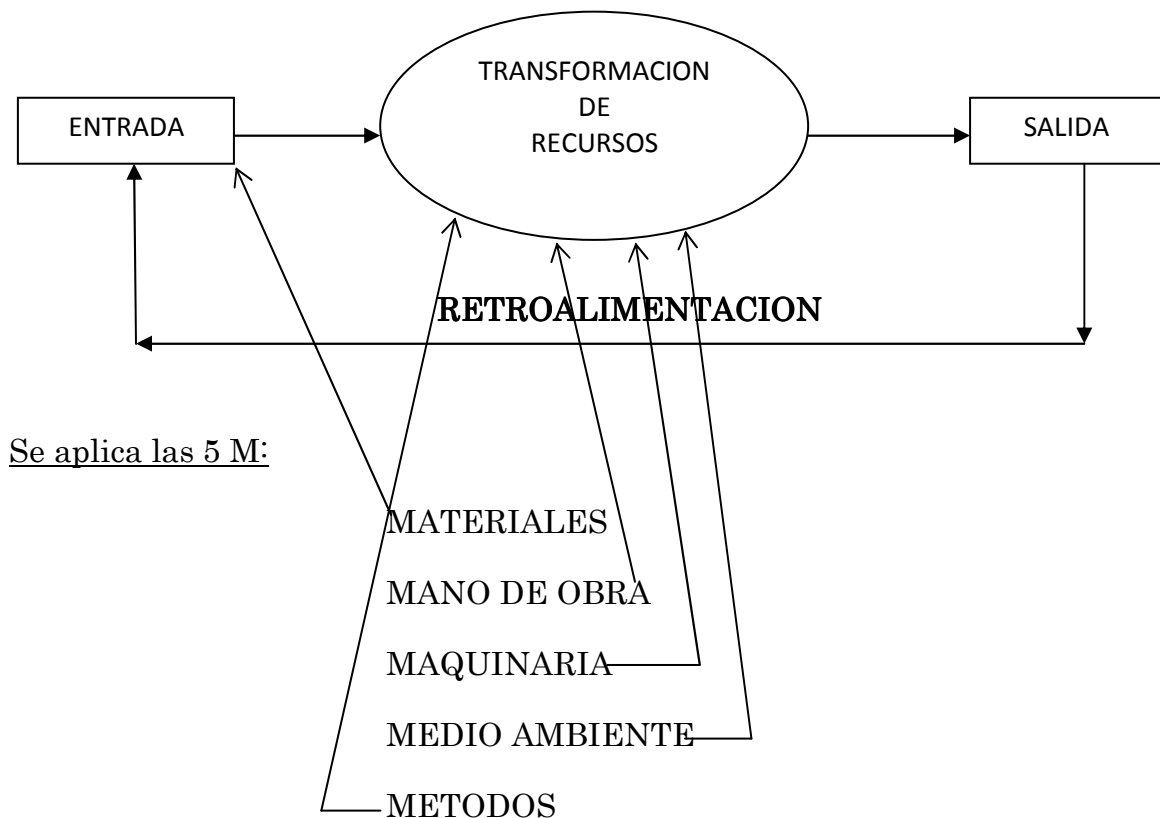 TRANSFORMACION
DE
RECURSOS
ENTRADA
SALIDA
RETROALIMENTACION
Se aplica las 5 M:
MATERIALES
MANO DE OBRA
MAQUINARIA
MEDIO AMBIENTE
METODOS